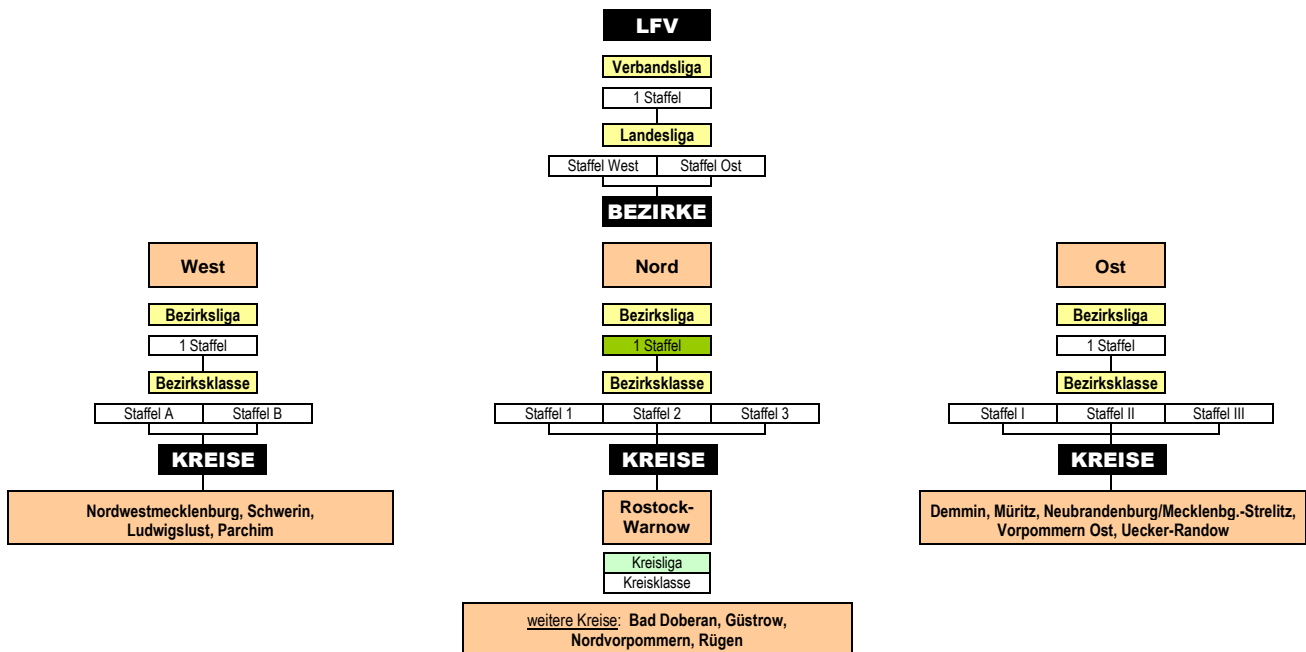 LFV
Verbandsliga
1 Staffel
Landesliga
Staffel West
Staffel Ost
BEZIRKE
West
Bezirksliga
1 Staffel
Bezirksklasse
Staffel A
Staffel B
KREISE
Nordwestmecklenburg, Schwerin,
Ludwigslust, Parchim
Nord
Bezirksliga
1 Staffel
Bezirksklasse
Staffel 1
Staffel 2
Staffel 3
KREISE
Rostock-
Warnow
Kreisliga
Kreisklasse
weitere Kreise: Bad Doberan, Güstrow,
Nordvorpommern, Rügen
Ost
Bezirksliga
1 Staffel
Bezirksklasse
Staffel I
Staffel II
Staffel III
KREISE
Demmin, Müritz, Neubrandenburg/Mecklenbg.-Strelitz,
Vorpommern Ost, Uecker-Randow